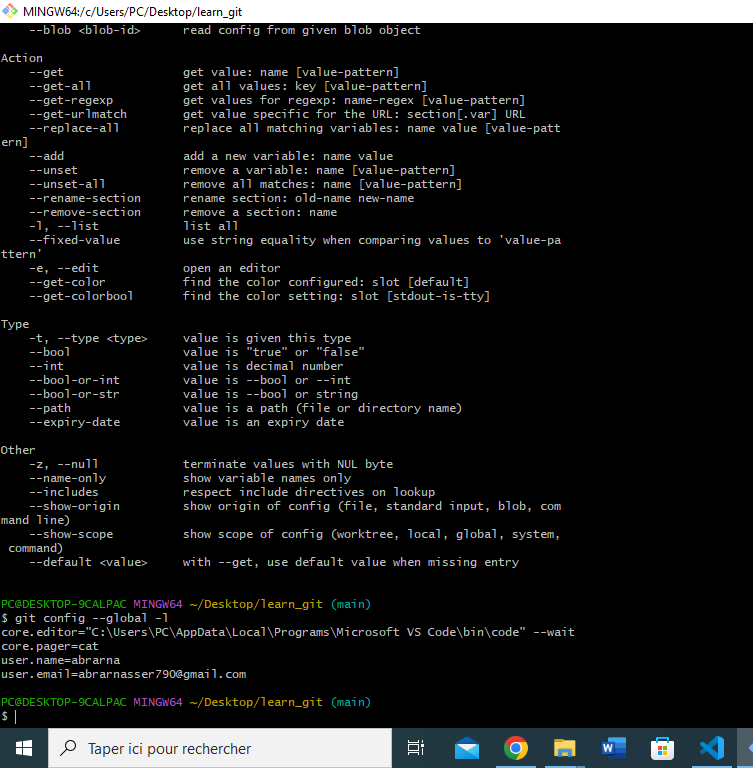 MINGW64:/c/Users/PC/Desktop/learn_git
--blob <blob-id> read config from given blob object
Action
--get get value: name [value-pattern]
--get-all get all values: key [value-pattern]
--get-regexp get values for regexp: name-regex [value-pattern]
--get-urlmatch get value specific for the URL: section[.var] URL
--replace-all replace all matching variables: name value [value-patt
ern]
--add add a new variable: name value
--unset remove a variable: name [value-pattern]
--unset-all remove all matches: name [value-pattern]
--rename-section rename section: old-name new-name
--remove-section remove a section: name
-l, --list list all
--fixed-value use string equality when comparing values to 'value-pa
ttern'
-e, --edit open an editor
--get-color find the color configured: slot [default]
--get-colorbool find the color setting: slot [stdout-is-tty]
Type
-t, --type <type> value is given this type
--bool value is "true" or "false"
--int value is decimal number
--bool-or-int value is --bool or --int
--bool-or-str value is --bool or string
--path value is a path (file or directory name)
--expiry-date value is an expiry date
Other
-z, --null terminate values with NUL byte
--name-only show variable names only
--includes respect include directives on lookup
--show-origin show origin of config (file, standard input, blob, com
mand line)
--show-scope show scope of config (worktree, local, global, system,
command)
--default <value> with --get, use default value when missing entry
PC@DESKTOP-9CALPAC MINGW64 ~/Desktop/learn_git (main)
$ git config --global -l
core.editor="C:\Users\PC\AppData\Local\Programs\Microsoft VS Code\bin\code" --wait
core.pager=cat
user.name=abrarna
user.email=abrarnasser790@gmail.com
PC@DESKTOP-9CALPAC MINGW64 ~/Desktop/learn_git (main)
$
Taper ici pour rechercher